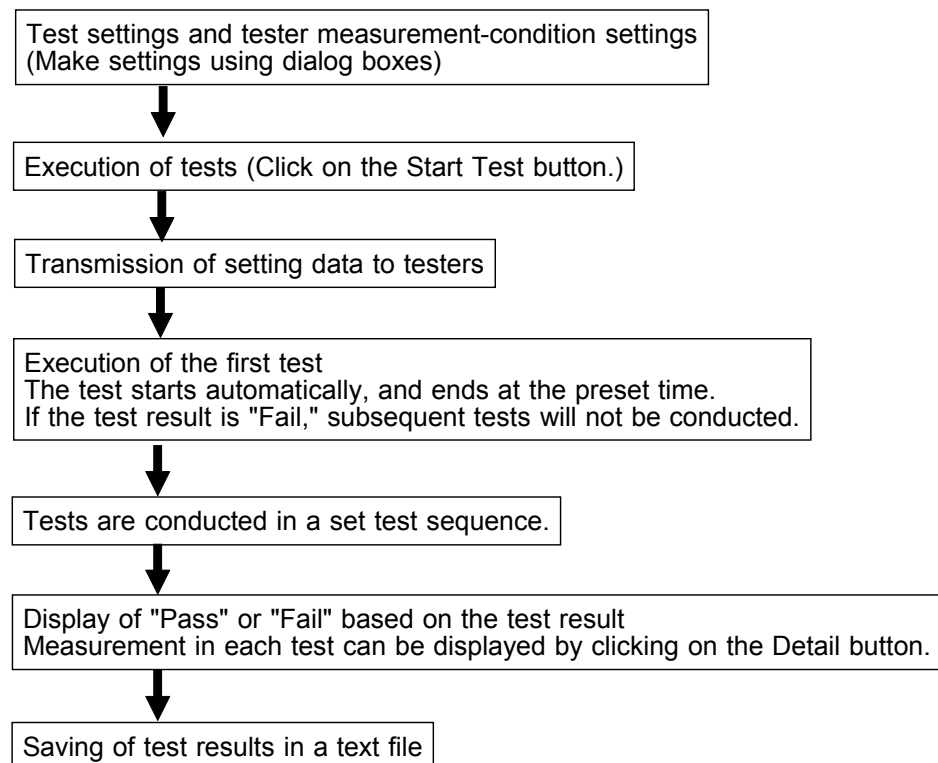 Test settings and tester measurement-condition settings
(Make settings using dialog boxes)
Execution of tests (Click on the Start Test button.)
Transmission of setting data to testers
Execution of the first test
The test starts automatically, and ends at the preset time.
If the test result is "Fail," subsequent tests will not be conducted.
Tests are conducted in a set test sequence.
Display of "Pass" or "Fail" based on the test result
Measurement in each test can be displayed by clicking on the Detail button.
Saving of test results in a text file